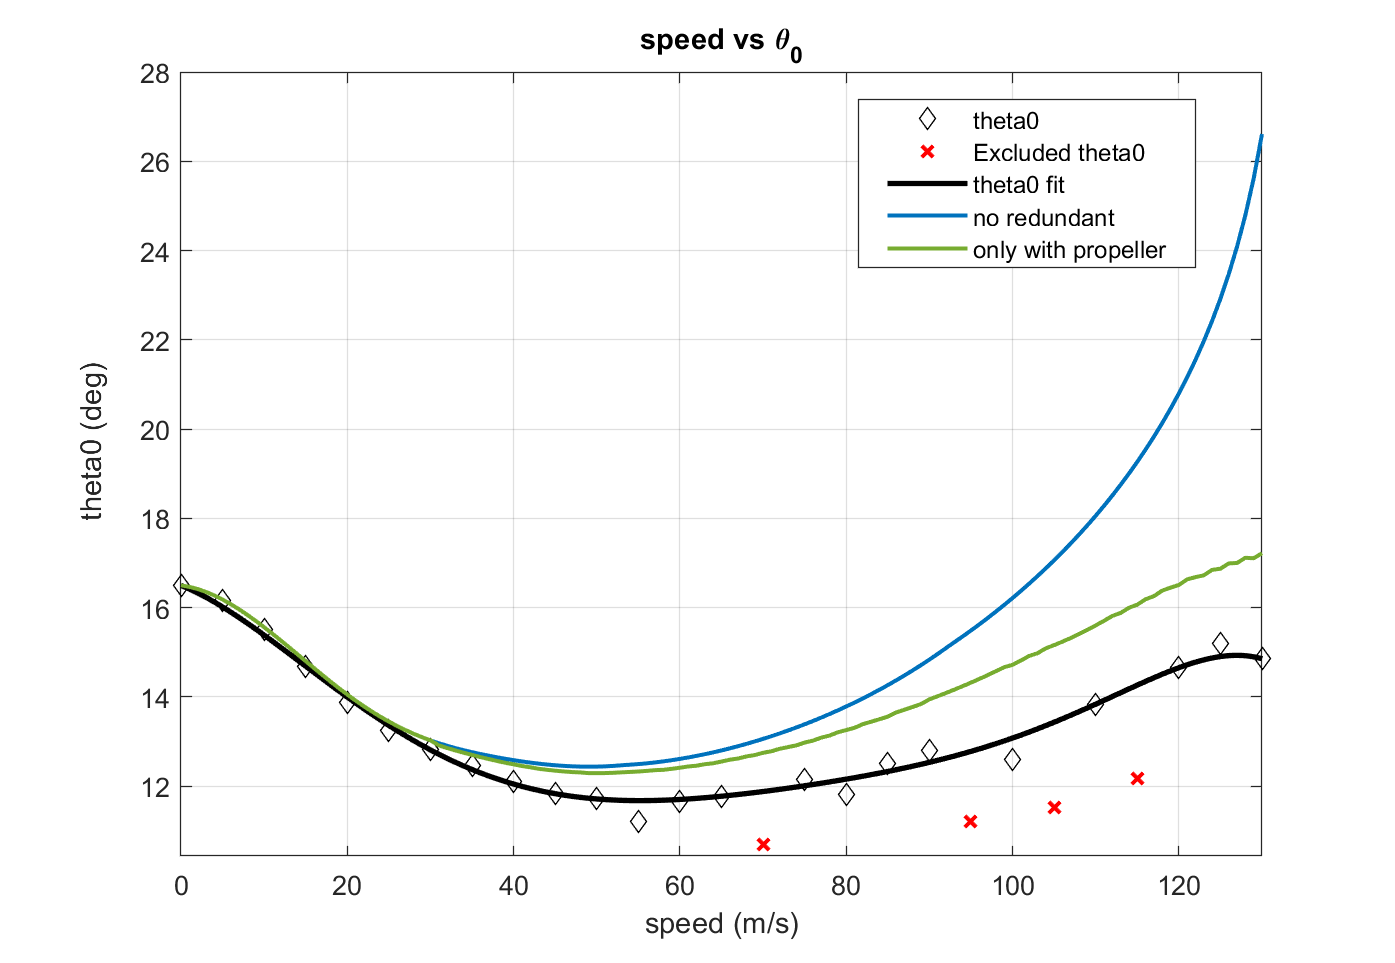 speed vs θ0
28
26
24
22
20
18
16
14
12
theta0 (deg)
theta0
Excluded theta0
theta0 fit
no redundant
only with propeller
0 20 40 60 80 100 120
speed (m/s)